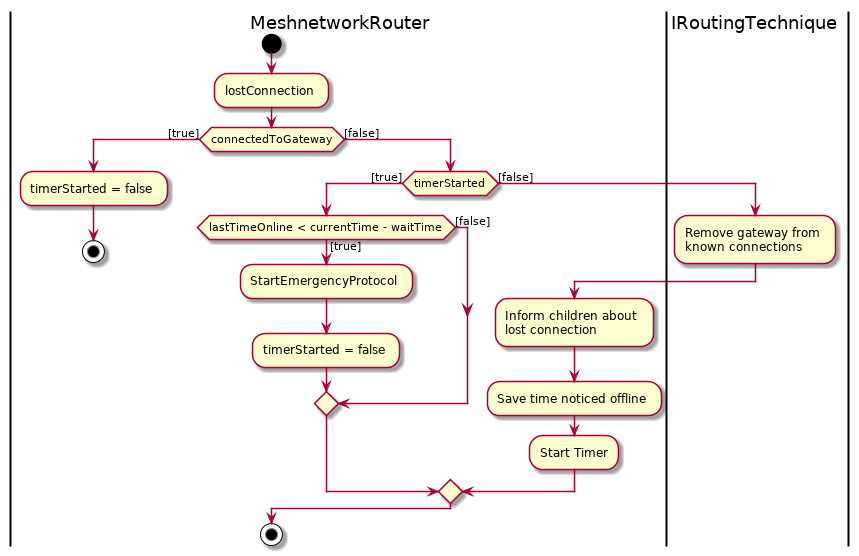 MeshnetworkRouter
IRoutingTechnique
lostConnection
[true]
connectedToGateway
[false]
timerStarted = false
[true]
timerStarted
[false]
lastTimeOnline < currentTime - waitTime
[false]
[true]
Remove gateway from
known connections
StartEmergencyProtocol
Inform children about
lost connection
timerStarted = false
Save time noticed offline
Start Timer